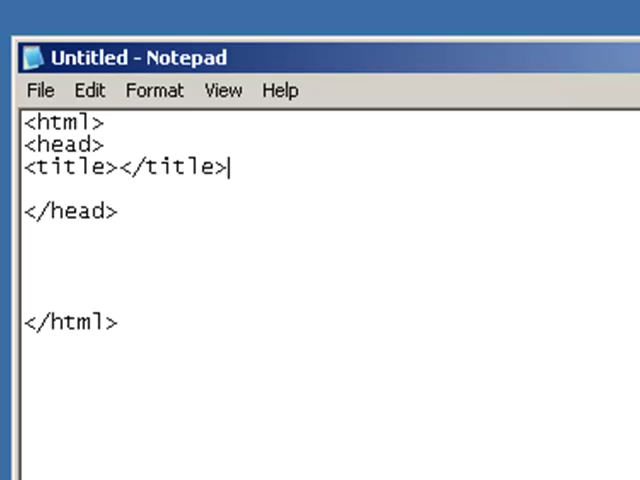 Untitled - Notepad
File Edit Format View Help
<html>
<head>
<title></title>
</head>
</html>